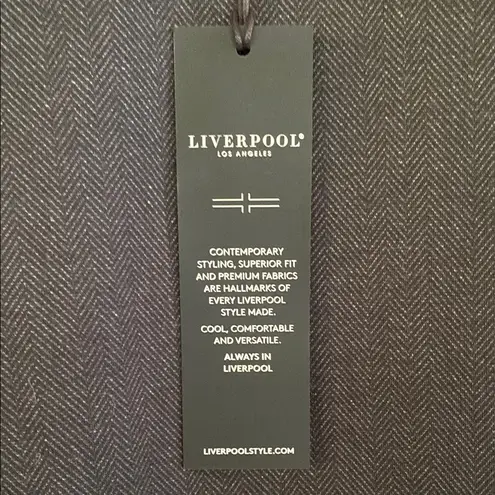 LIVERPOOL®
LOS ANGELES
CONTEMPORARY
STYLING, SUPERIOR FIT
AND PREMIUM FABRICS
ARE HALLMARKS OF
EVERY LIVERPOOL
STYLE MADE.
COOL, COMFORTABLE
AND VERSATILE.
ALWAYS IN
LIVERPOOL
LIVERPOOLSTYLE.COM